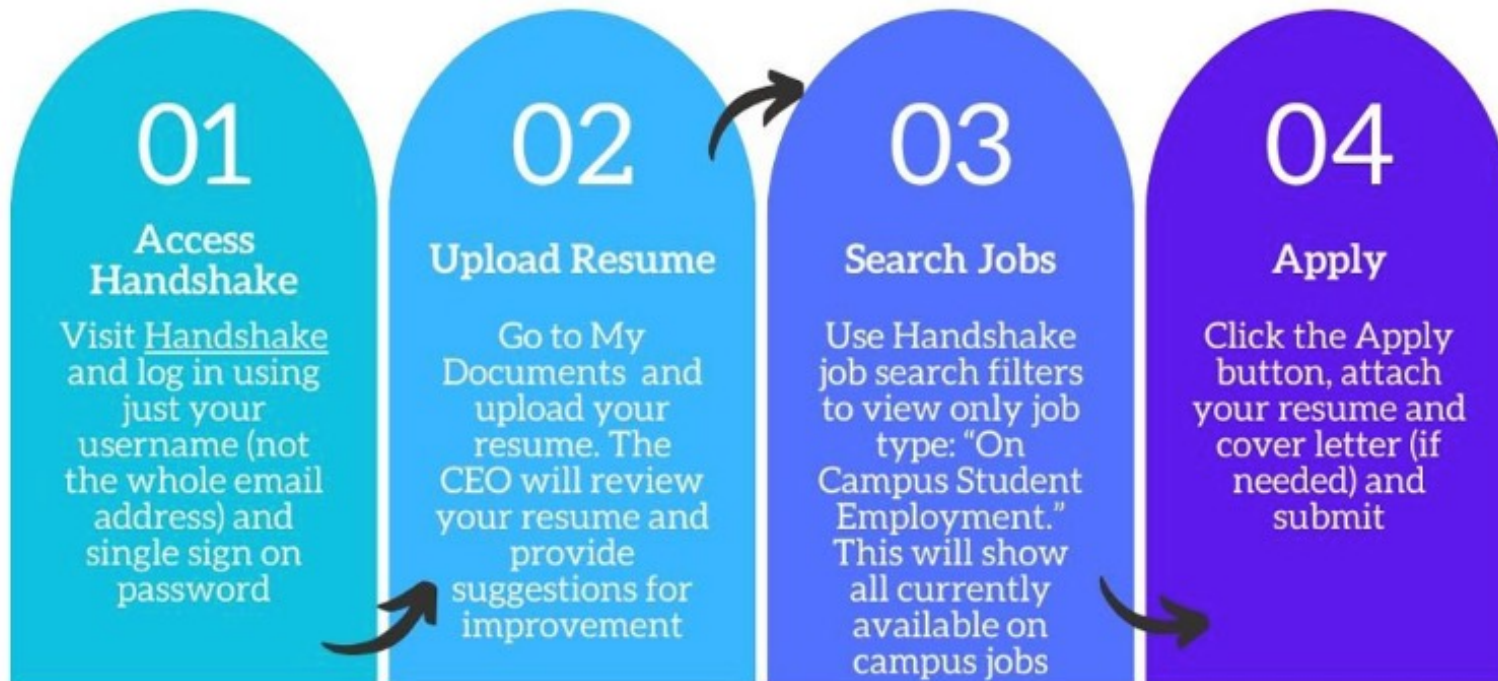 01
Access
Handshake
Visit Handshake
and log in using
just your
username (not
the whole email
address) and
single sign on
password
02
Upload Resume
Go to My
Documents and
upload your
resume. The
CEO will review
your resume and
provide
suggestions for
improvement
03
Search Jobs
Use Handshake
job search filters
to view only job
type: “On
Campus Student
Employment.”
This will show
all currently
available on
campus jobs
04
Apply
Click the Apply
button, attach
your resume and
cover letter (if
needed) and
submit